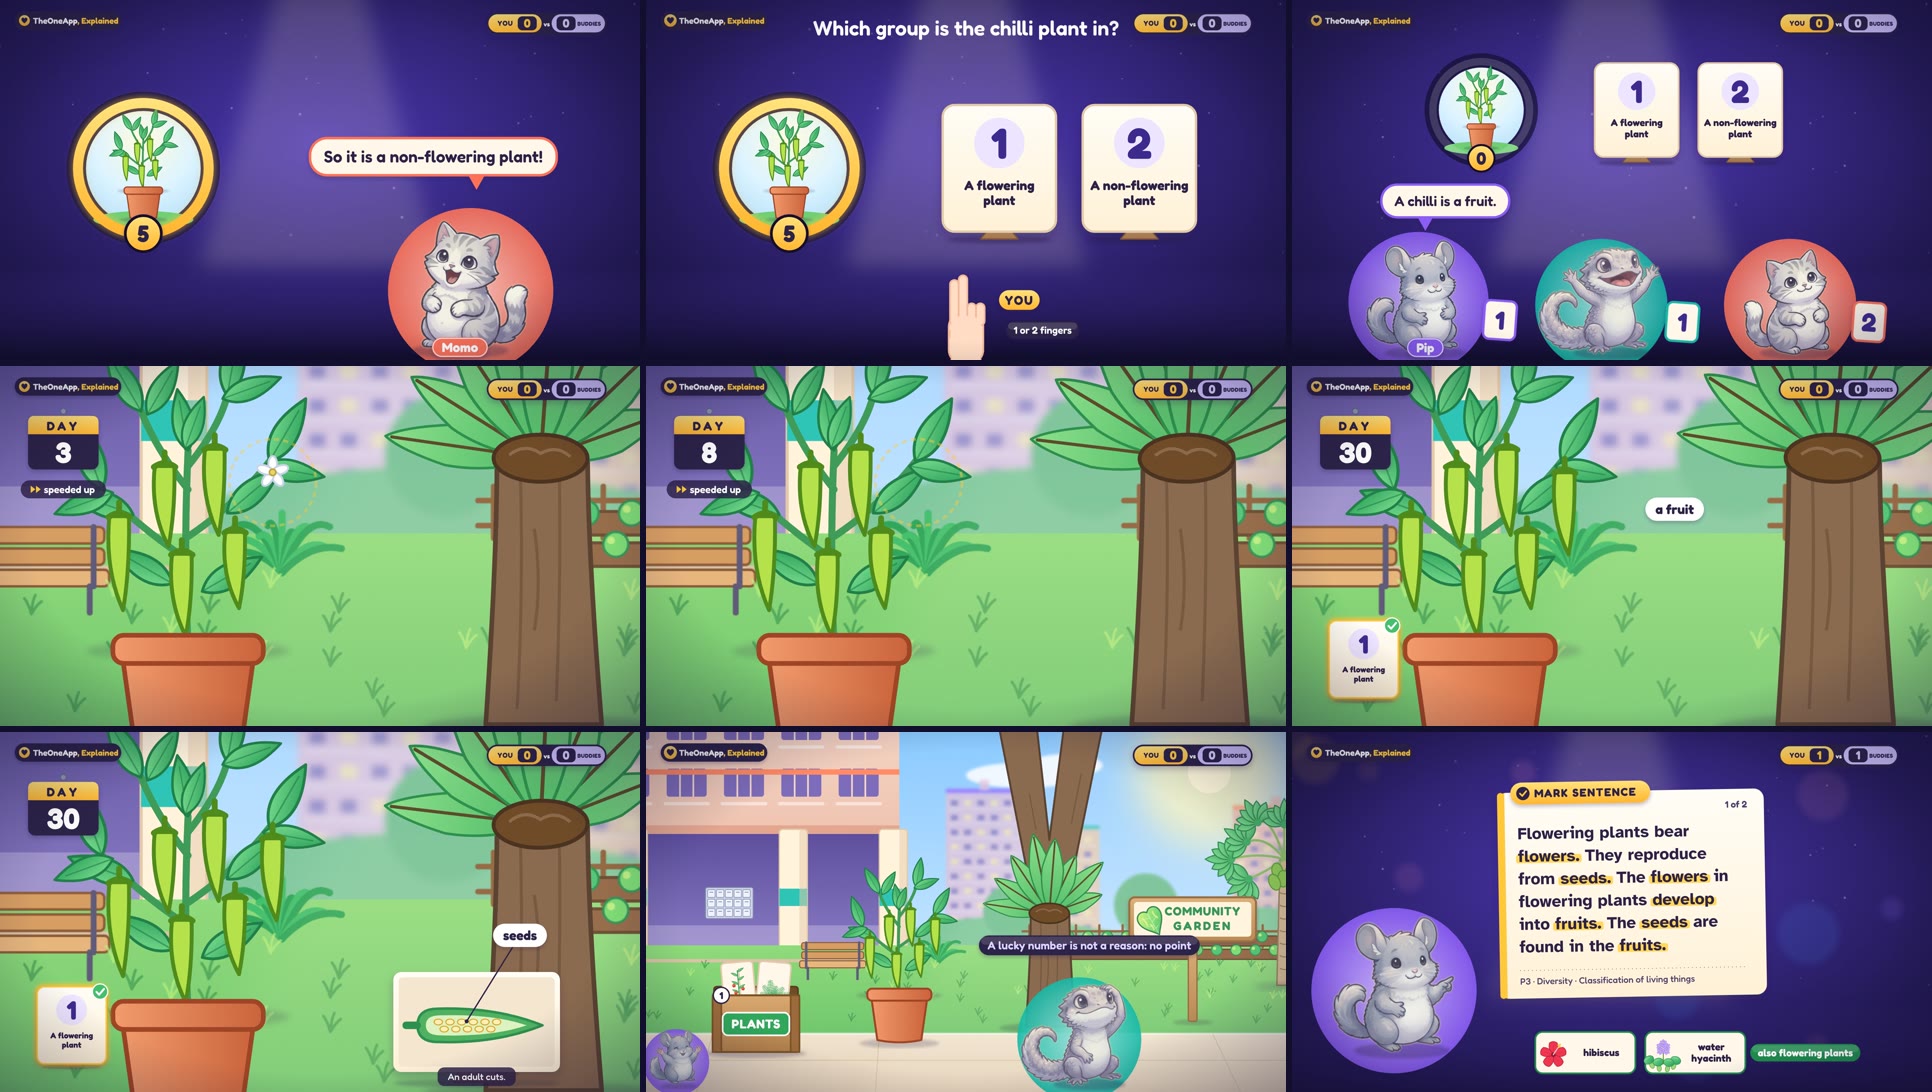 TheOneApp, Explained
YOU 0 vs 0 BUDDIES
So it is a non-flowering plant!
5
Momo
TheOneApp, Explained
Which group is the chilli plant in?
YOU 0 vs 0 BUDDIES
5
1
A flowering
plant
2
A non-flowering
plant
YOU
1 or 2 fingers
TheOneApp, Explained
YOU 0 vs 0 BUDDIES
0
1
A flowering
plant
2
A non-flowering
plant
A chilli is a fruit.
Pip
1
1
2
TheOneApp, Explained
YOU 0 vs 0 BUDDIES
DAY
3
speeded up
TheOneApp, Explained
YOU 0 vs 0 BUDDIES
DAY
8
speeded up
TheOneApp, Explained
YOU 0 vs 0 BUDDIES
DAY
30
a fruit
1
A flowering
plant
TheOneApp, Explained
YOU 0 vs 0 BUDDIES
DAY
30
seeds
1
A flowering
plant
An adult cuts.
TheOneApp, Explained
YOU 0 vs 0 BUDDIES
COMMUNITY
GARDEN
A lucky number is not a reason: no point
1
PLANTS
TheOneApp, Explained
YOU 1 vs 1 BUDDIES
MARK SENTENCE
1 of 2
Flowering plants bear
flowers. They reproduce
from seeds. The flowers in
flowering plants develop
into fruits. The seeds are
found in the fruits.
P3 · Diversity · Classification of living things
hibiscus
water
hyacinth
also flowering plants